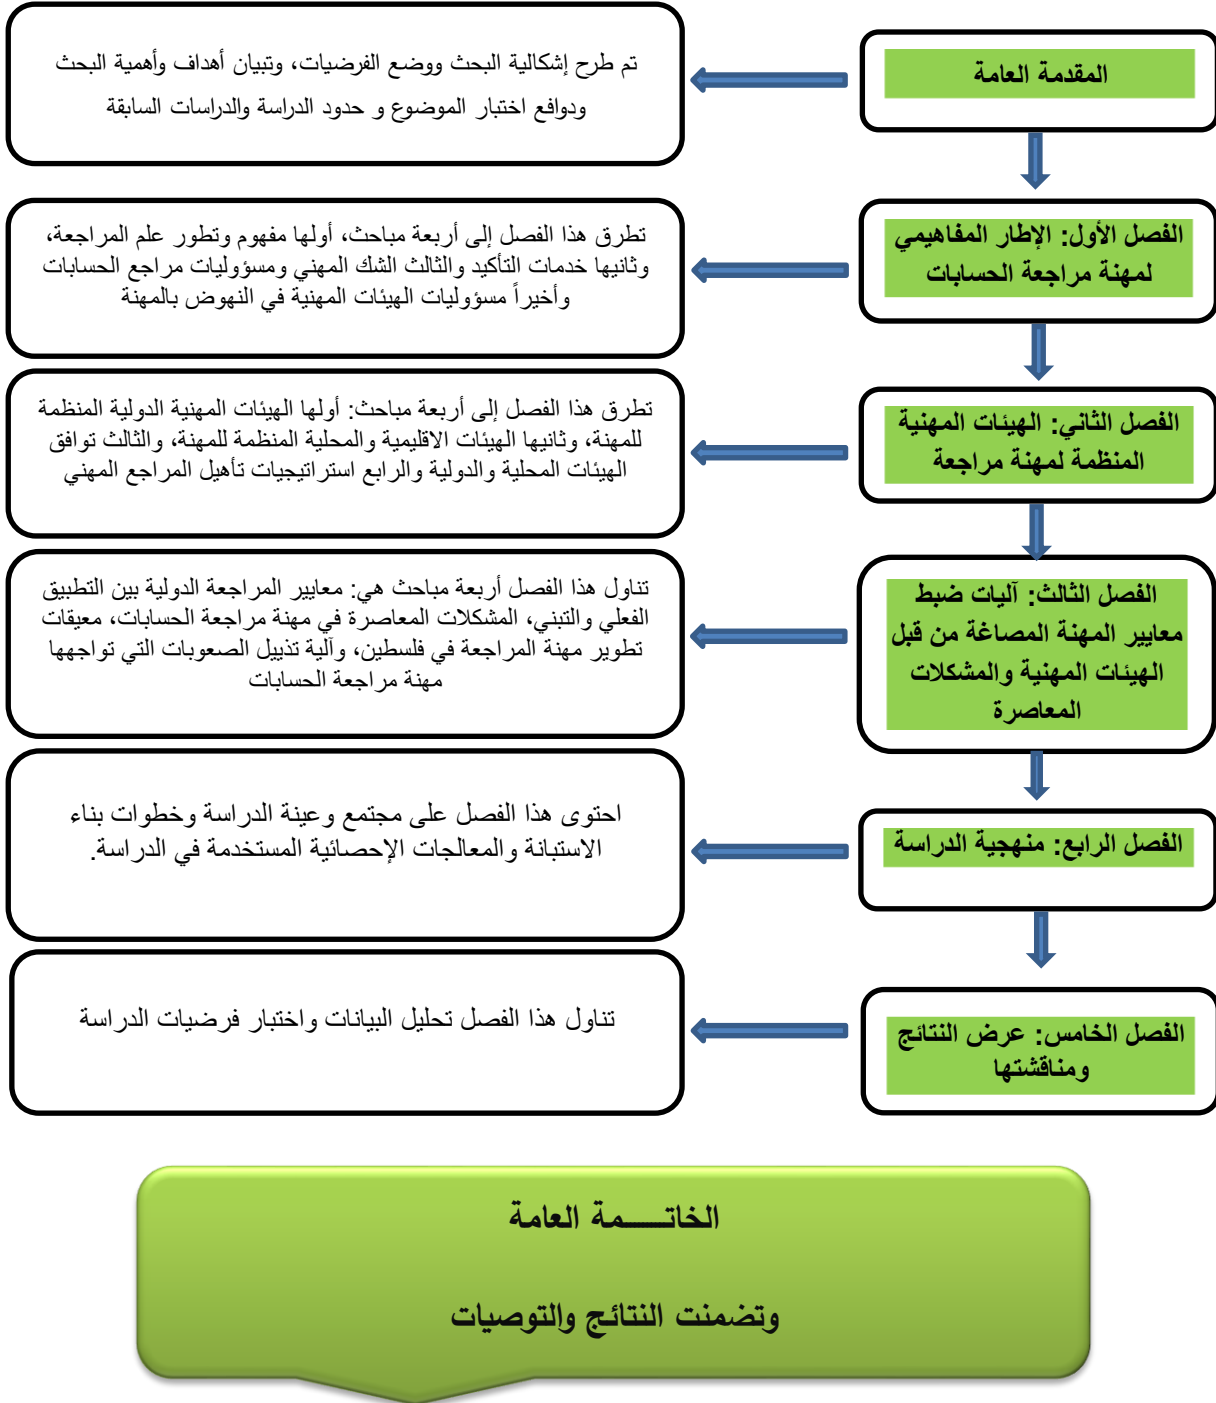 المقدمة العامة
تم طرح إشكالية البحث ووضع الفرضيات، وتبيان أهداف وأهمية البحث
ودوافع اختبار الموضوع و حدود الدراسة والدراسات السابقة
الفصل الأول: الإطار المفاهيمي
لمهنة مراجعة الحسابات
تطرق هذا الفصل إلى أربعة مباحث، أولها مفهوم وتطور علم المراجعة،
وثانيها خدمات التأكيد والثالث الشك المهني ومسؤوليات مراجع الحسابات
وأخيراً مسؤوليات الهيئات المهنية في النهوض بالمهنة
الفصل الثاني: الهيئات المهنية
المنظمة لمهنة مراجعة
تطرق هذا الفصل إلى أربعة مباحث: أولها الهيئات المهنية الدولية المنظمة
للمهنة، وثانيها الهيئات الاقليمية والمحلية المنظمة للمهنة، والثالث توافق
الهيئات المحلية والدولية والرابع استراتيجيات تأهيل المراجع المهني
الفصل الثالث: آليات ضبط
معايير المهنة المصاغة من قبل
الهيئات المهنية والمشكلات
المعاصرة
تناول هذا الفصل أربعة مباحث هي: معايير المراجعة الدولية بين التطبيق
الفعلي والتبني، المشكلات المعاصرة في مهنة مراجعة الحسابات، معيقات
تطوير مهنة المراجعة في فلسطين، وآلية تذييل الصعوبات التي تواجهها
مهنة مراجعة الحسابات
الفصل الرابع: منهجية الدراسة
احتوى هذا الفصل على مجتمع وعينة الدراسة وخطوات بناء
الاستبانة والمعالجات الإحصائية المستخدمة في الدراسة.
الفصل الخامس: عرض النتائج
ومناقشتها
تناول هذا الفصل تحليل البيانات واختبار فرضيات الدراسة
الخاتـــــمة العامة
وتضمنت النتائج والتوصيات